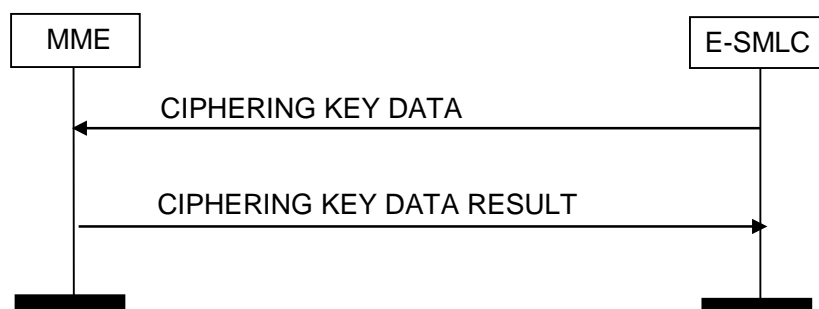 MME
E-SMLC
CIPHERING KEY DATA
CIPHERING KEY DATA RESULT